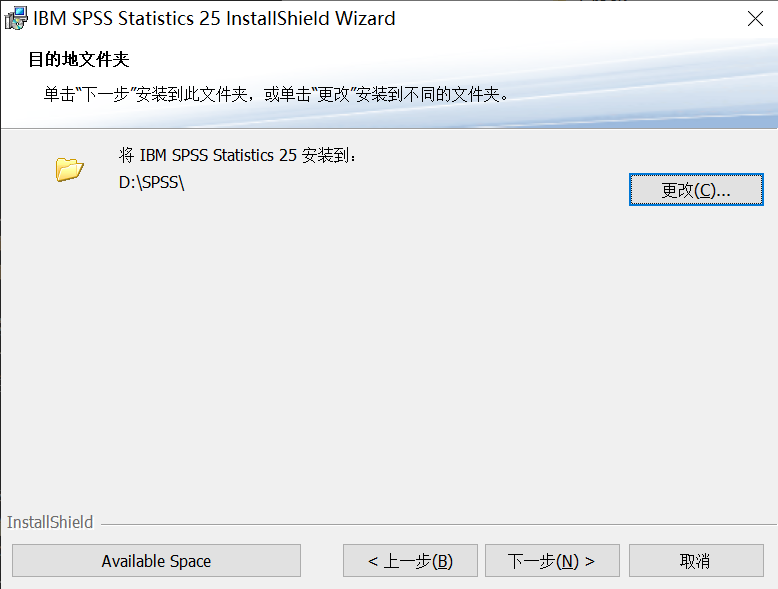 IBM SPSS Statistics 25 InstallShield Wizard
目的地文件夹
单击“下一步”安装到此文件夹，或单击“更改”安装到不同的文件夹。
将 IBM SPSS Statistics 25 安装到：
D:\SPSS\
更改(C)...
InstallShield
Available Space
< 上一步(B)
下一步(N) >
取消